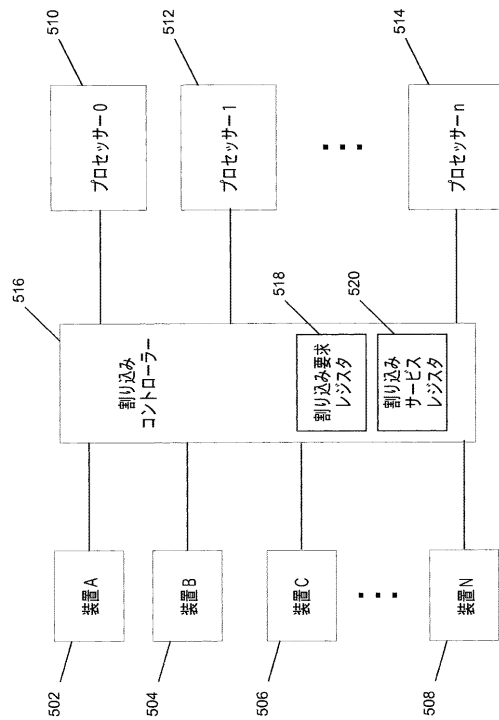 510
プロセッサー0
512
プロセッサー1
514
プロセッサーn
516
割り込み
コントローラー
518
割り込み要求
レジスタ
520
割り込み
サービス
レジスタ
装置A
502
装置B
504
装置C
506
装置N
508